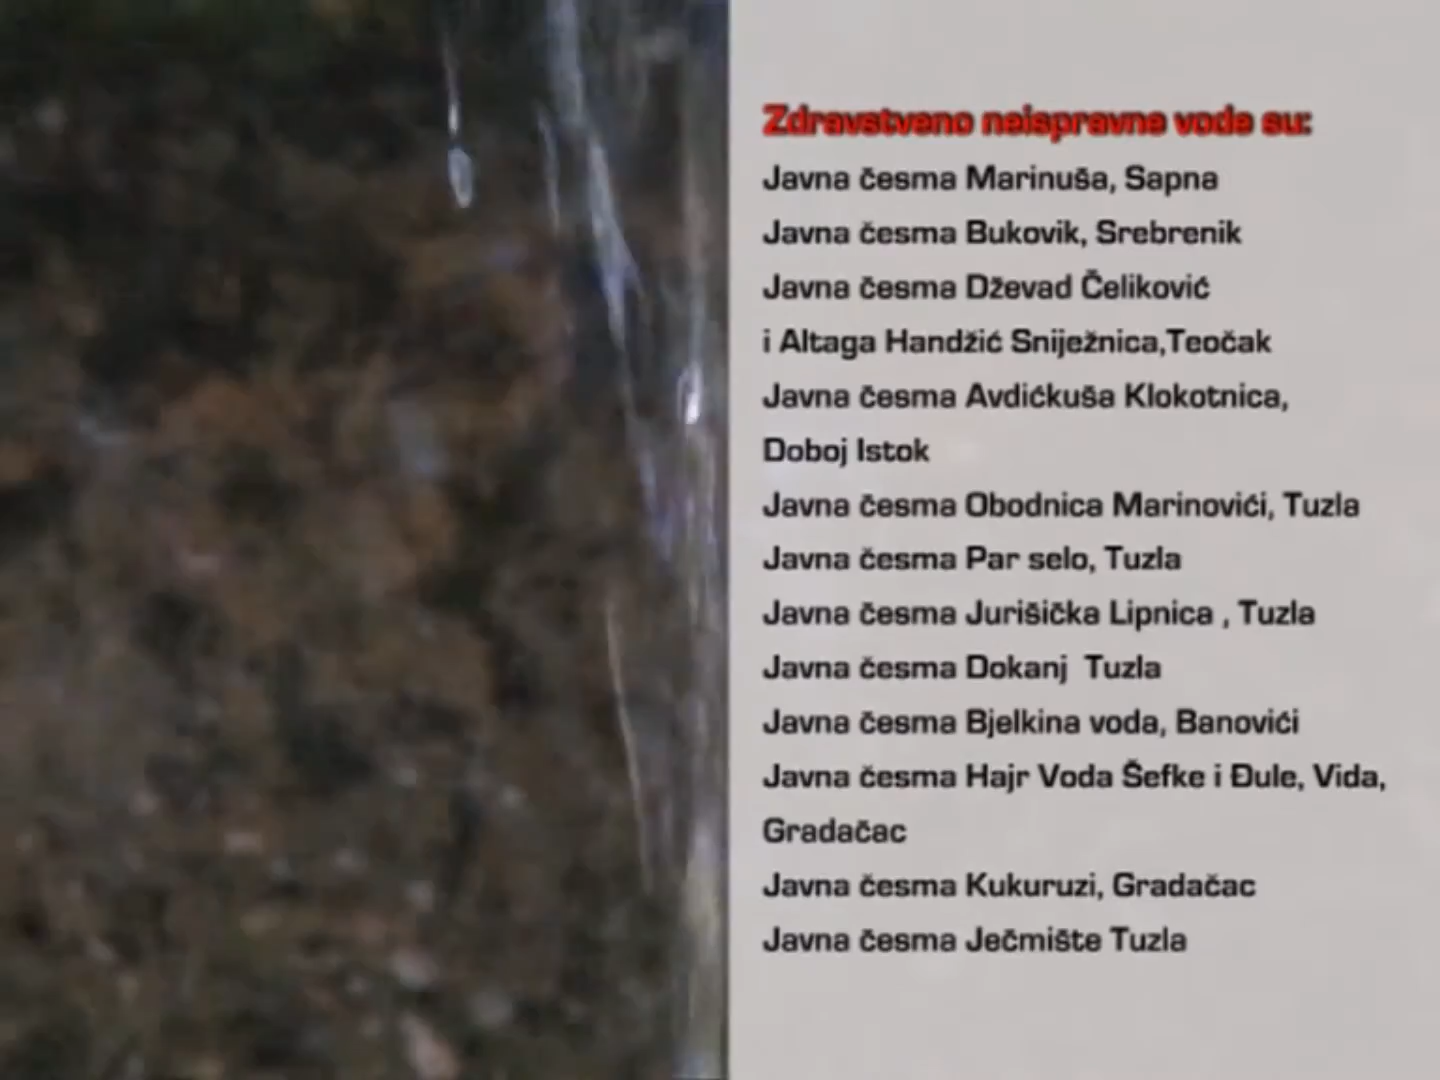 Zdravstveno neispravne vode su:
Javna česma Marinuša, Sapna
Javna česma Bukovik, Srebrenik
Javna česma Dževad Čeliković
i Altaga Handžić Sniježnica,Teočak
Javna česma Avdićkuša Klokotnica,
Doboj Istok
Javna česma Obodnica Marinovići, Tuzla
Javna česma Par selo, Tuzla
Javna česma Jurišička Lipnica , Tuzla
Javna česma Dokanj  Tuzla
Javna česma Bjelkina voda, Banovići
Javna česma Hajr Voda Šefke i Đule, Vida,
Gradačac
Javna česma Kukuruzi, Gradačac
Javna česma Ječmište Tuzla